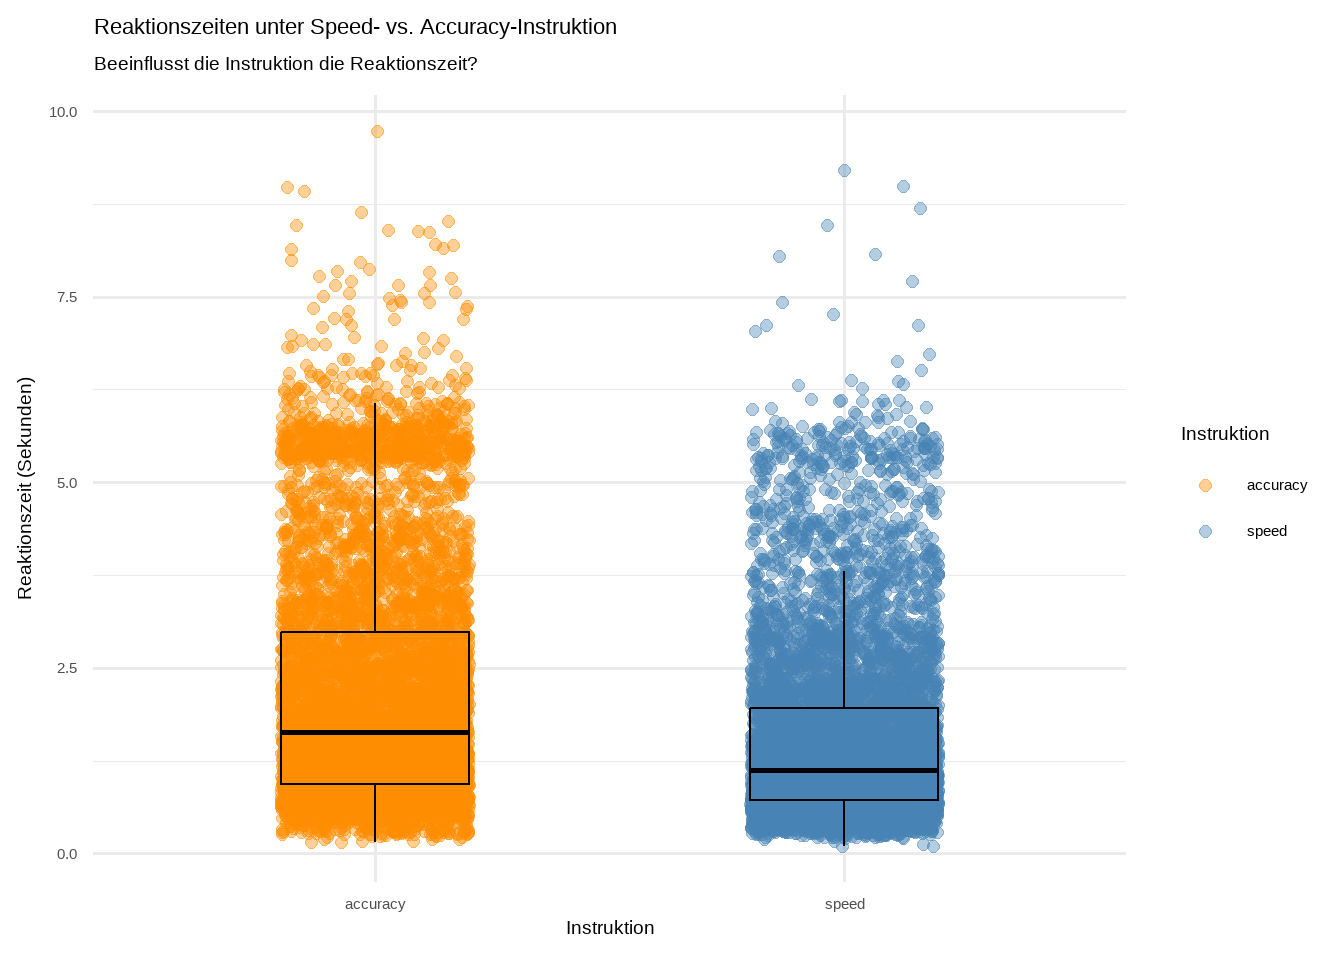 Reaktionszeiten unter Speed- vs. Accuracy-Instruktion
Beeinflusst die Instruktion die Reaktionszeit?
10.0
7.5
5.0
2.5
0.0
Reaktionszeit (Sekunden)
accuracy
speed
Instruktion
Instruktion
accuracy
speed